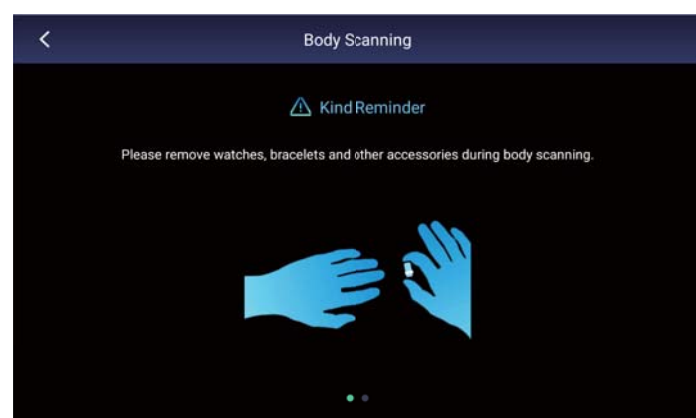 Body Scanning
Kind Reminder
Please remove watches, bracelets and other accessories during body scanning.